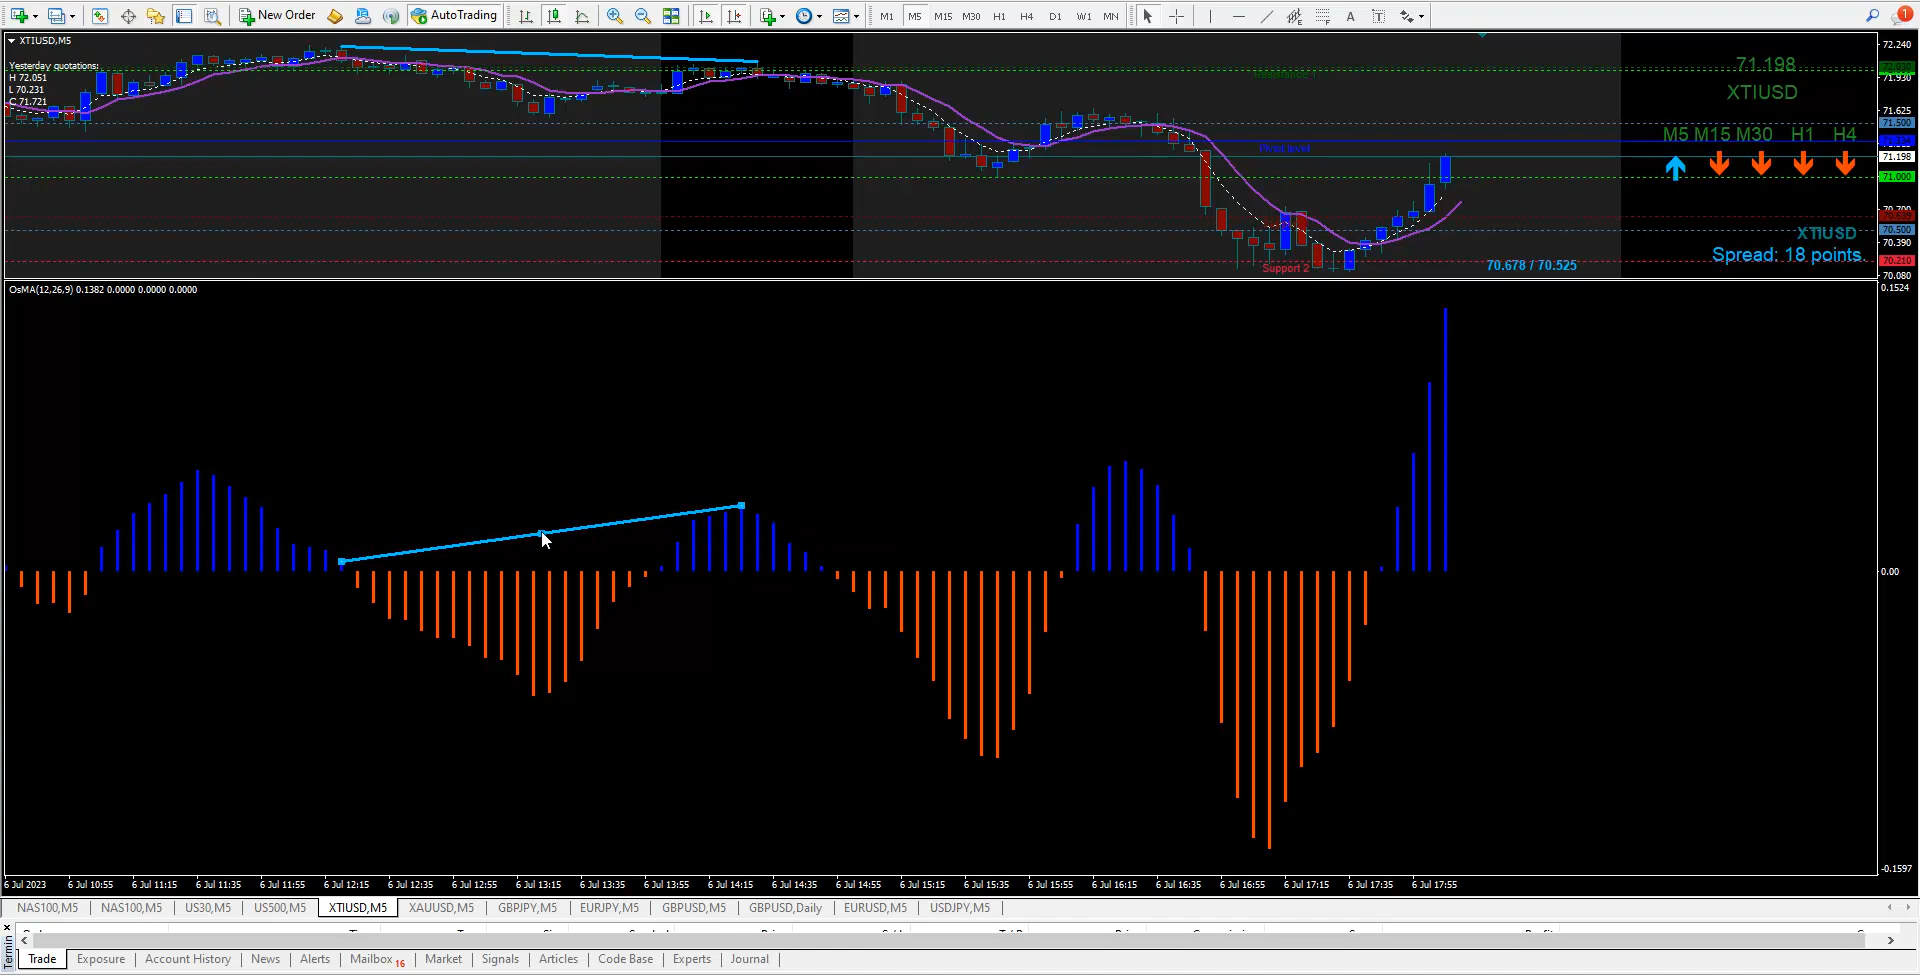 New Order AutoTrading M1 M5 M15 M30 H1 H4 D1 W1 MN A T 1
XTIUSD,M5
Yesterday quotations:
H 72.051
L 70.231
C 71.721
Resistance 1
Pivot level
Support 2
70.678 / 70.525
71.198
XTIUSD
M5 M15 M30 H1 H4
XTIUSD
Spread: 18 points.
72.240
71.930
71.625
71.500
71.198
71.000
70.700
70.500
70.390
70.210
70.080
OsMA(12,26,9) 0.1382 0.0000 0.0000 0.0000
0.1524
0.00
-0.1597
6 Jul 2023 6 Jul 10:55 6 Jul 11:15 6 Jul 11:35 6 Jul 11:55 6 Jul 12:15 6 Jul 12:35 6 Jul 12:55 6 Jul 13:15 6 Jul 13:35 6 Jul 13:55 6 Jul 14:15 6 Jul 14:35 6 Jul 14:55 6 Jul 15:15 6 Jul 15:35 6 Jul 15:55 6 Jul 16:15 6 Jul 16:35 6 Jul 16:55 6 Jul 17:15 6 Jul 17:35 6 Jul 17:55
NAS100,M5 NAS100,M5 US30,M5 US500,M5 XTIUSD,M5 XAUUSD,M5 GBPJPY,M5 EURJPY,M5 GBPUSD,M5 GBPUSD,Daily EURUSD,M5 USDJPY,M5
Termin
Trade Exposure Account History News Alerts Mailbox 16 Market Signals Articles Code Base Experts Journal